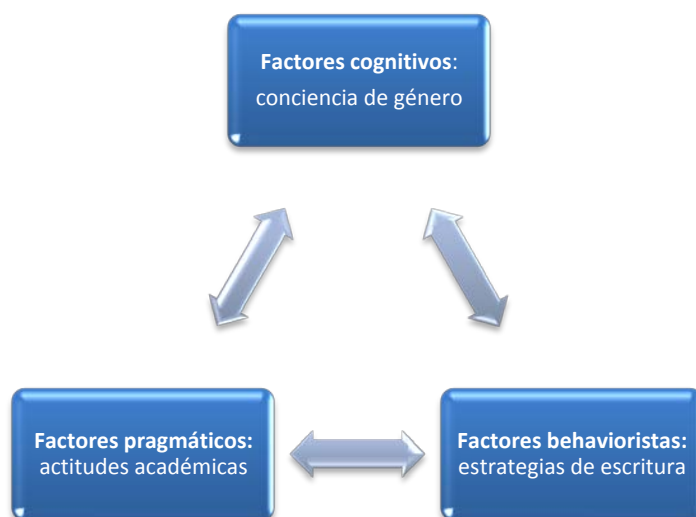 Factores cognitivos:
conciencia de género
Factores pragmáticos:
actitudes académicas
Factores behavioristas:
estrategias de escritura